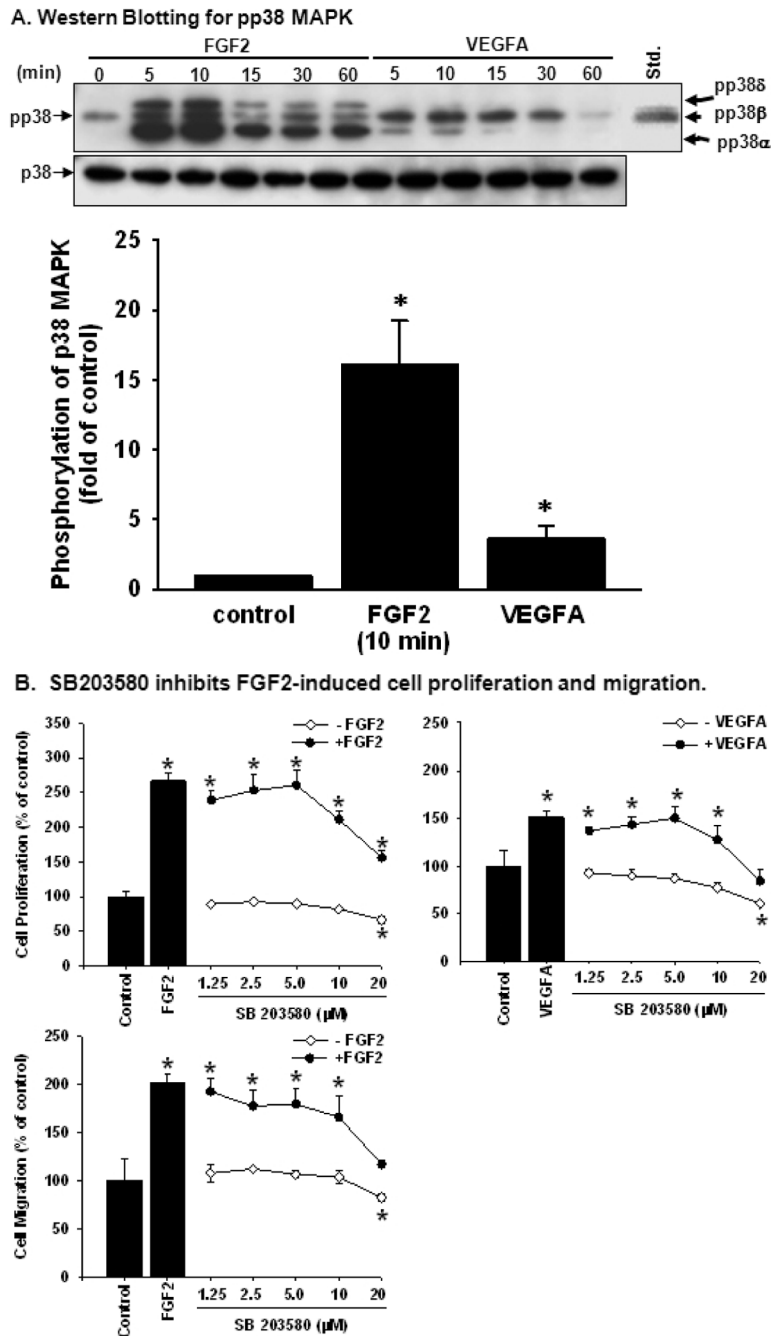 A. Western Blotting for pp38 MAPK
FGF2 VEGFA Std.
(min) 0 5 10 15 30 60 5 10 15 30 60
pp38δ
pp38 pp38β
pp38α
p38
25
20
15
10
5
0
Phosphorylation of p38 MAPK
(fold of control)
* *
control FGF2 VEGFA
(10 min)
B. SB203580 inhibits FGF2-induced cell proliferation and migration.
Cell Proliferation (% of control)
350
300
250
200
150
100
50
0
- FGF2
+FGF2
* * * * * * *
Control FGF2 1.25 2.5 5.0 10 20
SB 203580 (µM)
250
200
150
100
50
0
- VEGFA
+ VEGFA
* * * * * *
Control VEGFA 1.25 2.5 5.0 10 20
SB 203580 (µM)
Cell Migration (% of control)
250
200
150
100
50
0
- FGF2
+FGF2
* * * * * *
Control FGF2 1.25 2.5 5.0 10 20
SB 203580 (µM)